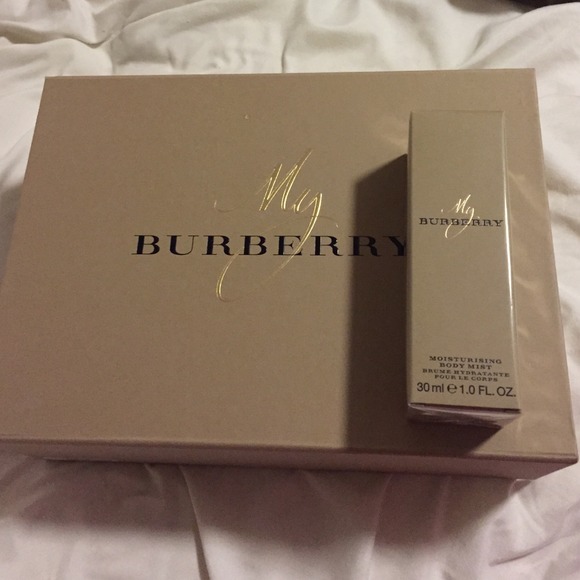 My
BURBERRY
My
BURBERRY
MOISTURISING
BODY MIST
BRUME HYDRATANTE
POUR LE CORPS
30 ml e 1.0 FL. OZ.